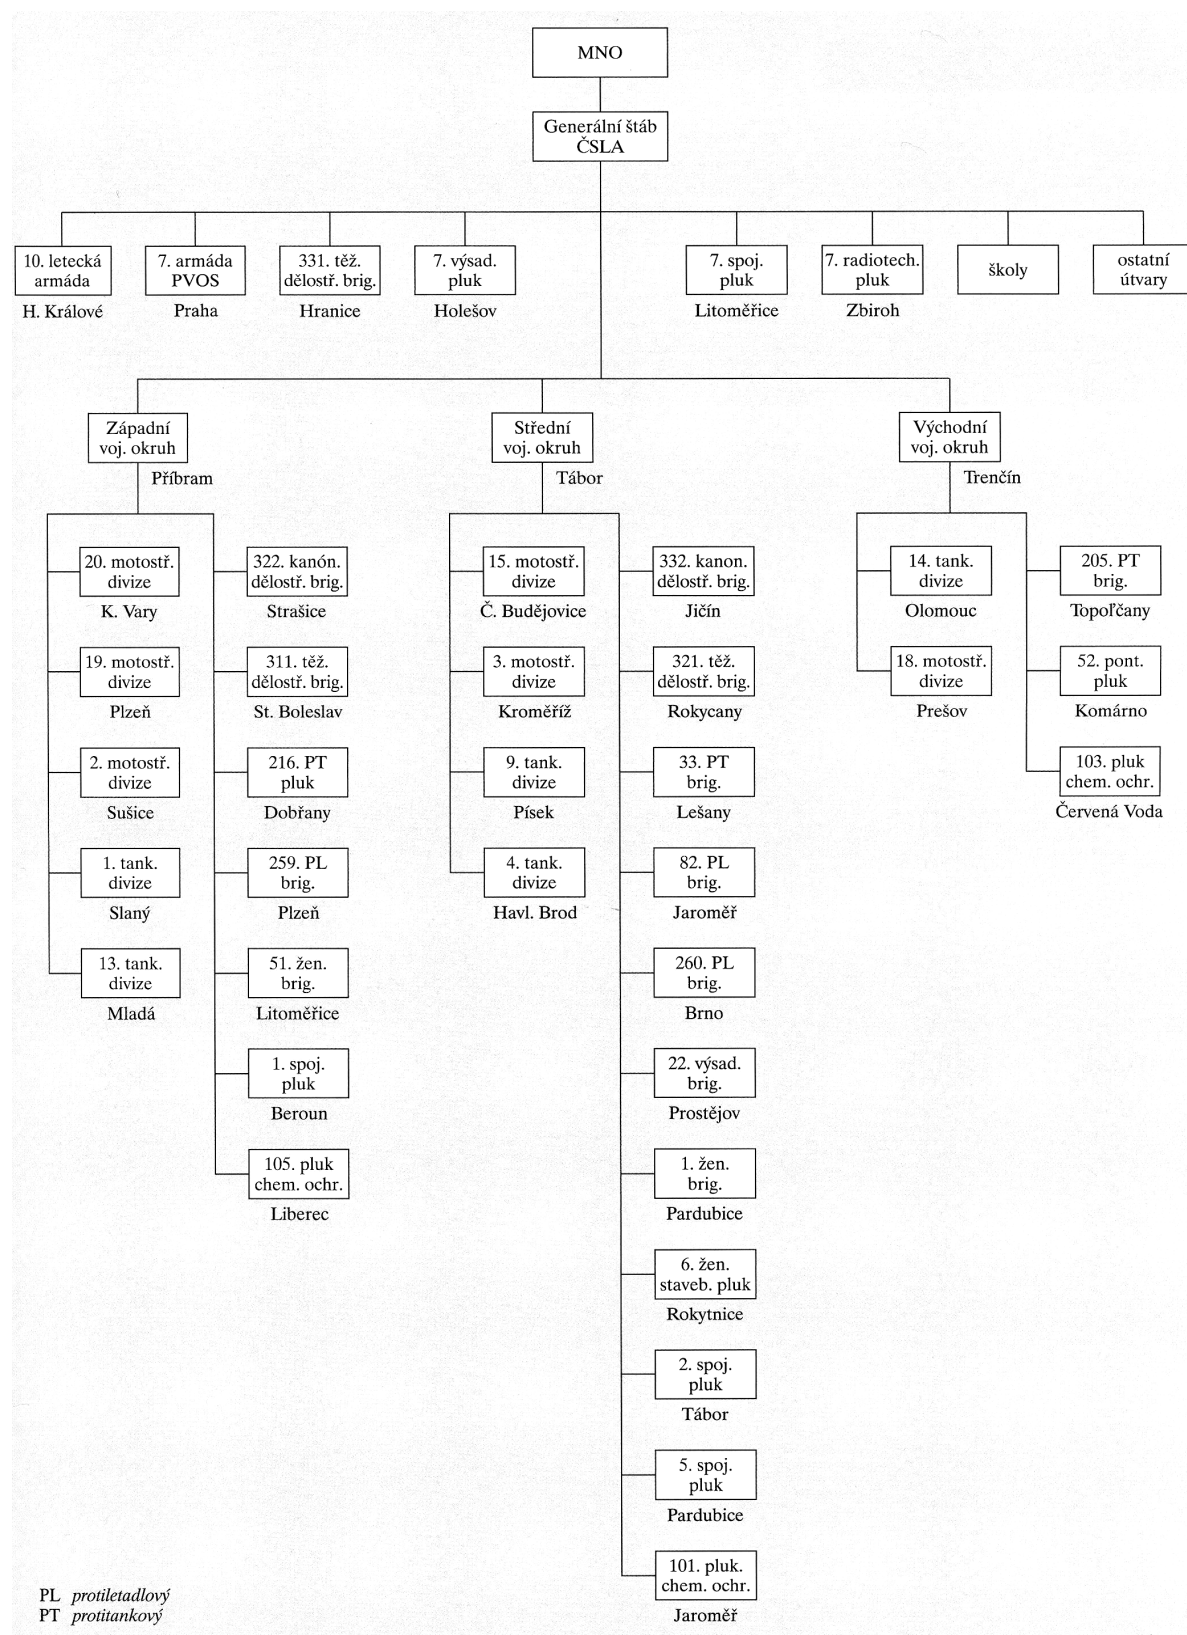 MNO
Generální štáb
ČSLA
10. letecká
armáda
H. Králové
7. armáda
PVOS
Praha
331. těž.
dělostř. brig.
Hranice
7. výsad.
pluk
Holešov
7. spoj.
pluk
Litoměřice
7. radiotech.
pluk
Zbiroh
školy
ostatní
útvary
Západní
voj. okruh
Příbram
20. motostř.
divize
K. Vary
19. motostř.
divize
Plzeň
2. motostř.
divize
Sušice
1. tank.
divize
Slaný
13. tank.
divize
Mladá
322. kanón.
dělostř. brig.
Strašice
311. těž.
dělostř. brig.
St. Boleslav
216. PT
pluk
Dobřany
259. PL
brig.
Plzeň
51. žen.
brig.
Litoměřice
1. spoj.
pluk
Beroun
105. pluk
chem. ochr.
Liberec
Střední
voj. okruh
Tábor
15. motostř.
divize
Č. Budějovice
3. motostř.
divize
Kroměříž
9. tank.
divize
Písek
4. tank.
divize
Havl. Brod
332. kanon.
dělostř. brig.
Jičín
321. těž.
dělostř. brig.
Rokycany
33. PT
brig.
Lešany
82. PL
brig.
Jaroměř
260. PL
brig.
Brno
22. výsad.
brig.
Prostějov
1. žen.
brig.
Pardubice
6. žen.
staveb. pluk
Rokytnice
2. spoj.
pluk
Tábor
5. spoj.
pluk
Pardubice
101. pluk.
chem. ochr.
Jaroměř
Východní
voj. okruh
Trenčín
14. tank.
divize
Olomouc
18. motostř.
divize
Prešov
205. PT
brig.
Topoľčany
52. pont.
pluk
Komárno
103. pluk
chem. ochr.
Červená Voda
PL protiletadlový
PT protitankový